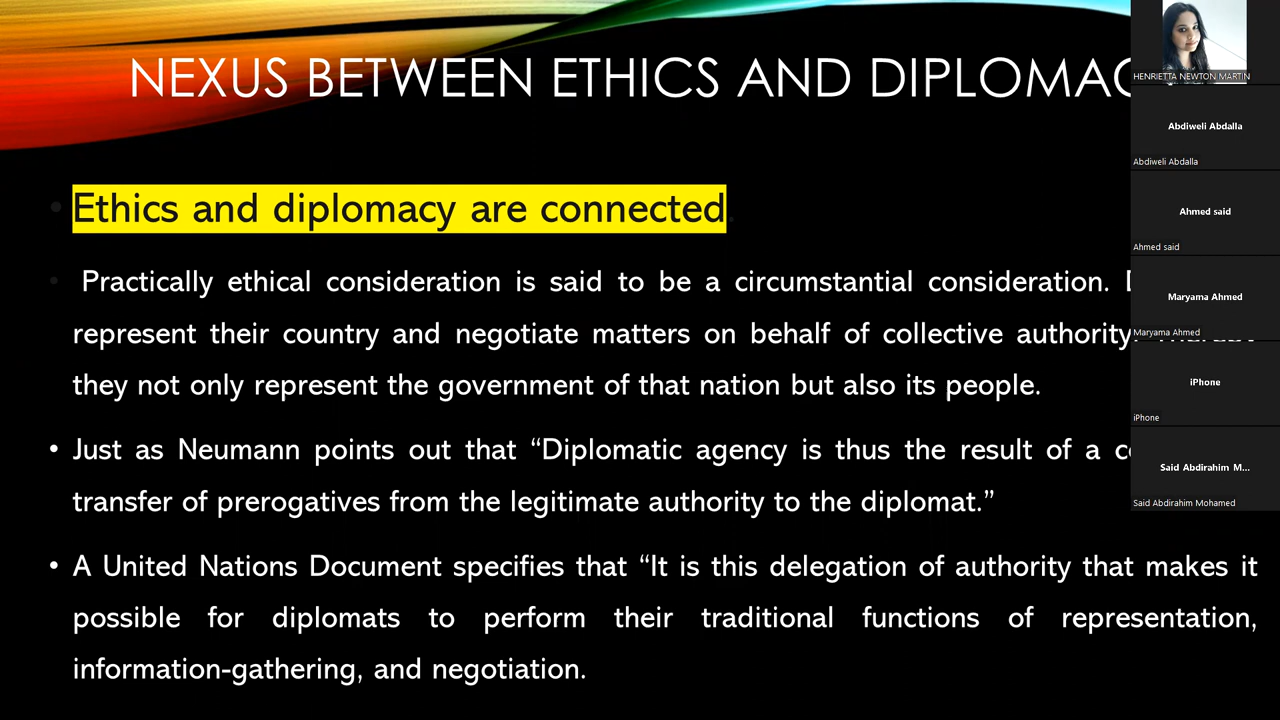 NEXUS BETWEEN ETHICS AND DIPLOMAC
Ethics and diplomacy are connected.
Practically ethical consideration is said to be a circumstantial consideration.
represent their country and negotiate matters on behalf of collective authority.
they not only represent the government of that nation but also its people.
Just as Neumann points out that “Diplomatic agency is thus the result of a
transfer of prerogatives from the legitimate authority to the diplomat.”
A United Nations Document specifies that “It is this delegation of authority that makes it
possible for diplomats to perform their traditional functions of representation,
information-gathering, and negotiation.
HENRIETTA NEWTON MARTIN
Abdiweli Abdalla
Abdiweli Abdalla
Ahmed said
Ahmed said
Maryama Ahmed
Maryama Ahmed
iPhone
iPhone
Said Abdirahim M...
Said Abdirahim Mohamed